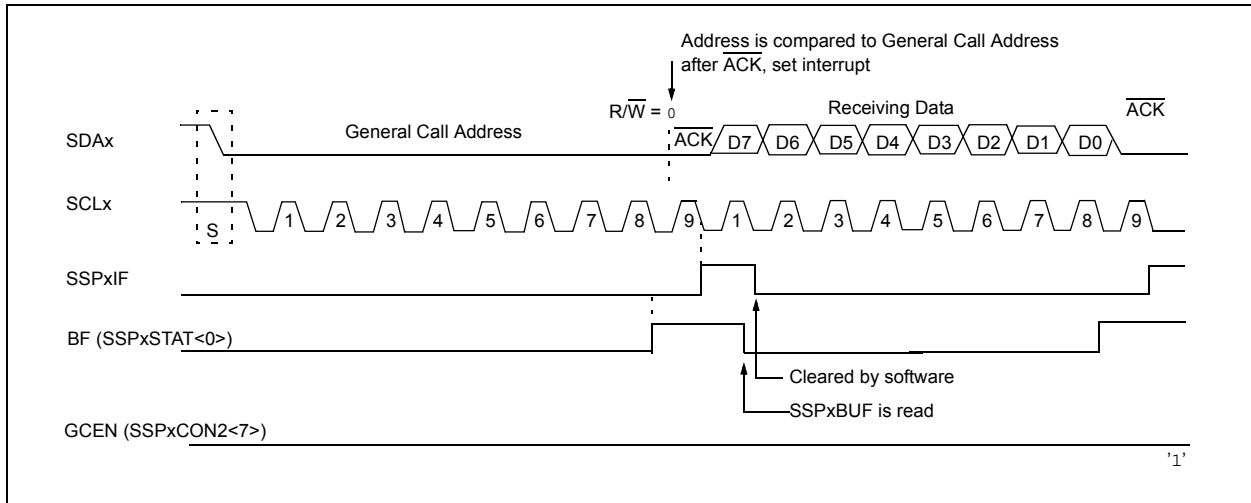 Address is compared to General Call Address
after ACK, set interrupt
R/W = 0
Receiving Data
ACK
General Call Address
SDAx
ACK D7 D6 D5 D4 D3 D2 D1 D0
SCLx
S
1 2 3 4 5 6 7 8 9 1 2 3 4 5 6 7 8 9
SSPxIF
BF (SSPxSTAT<0>)
Cleared by software
SSPxBUF is read
GCEN (SSPxCON2<7>)
'1'